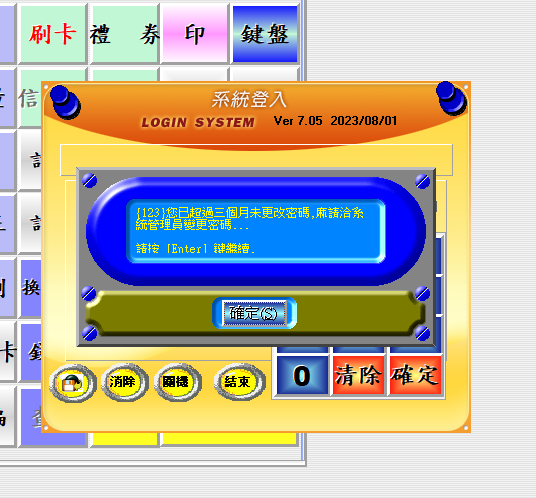 刷卡
禮 券
印
鍵盤
信
系統登入
LOGIN SYSTEM
Ver 7.05 2023/08/01
[123]您已超過三個月未更改密碼,麻請洽系
統管理員變更密碼...
請按 [Enter] 鍵繼續.
換
確定(S)
卡
消除
關機
結束
0
清除
確定